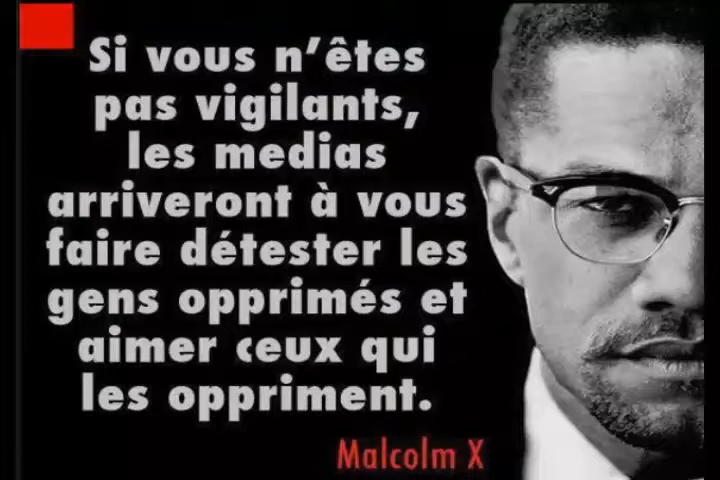 Si vous n'êtes
pas vigilants,
les medias
arriveront à vous
faire détester les
gens opprimés et
aimer ceux qui
les oppriment.
Malcolm X